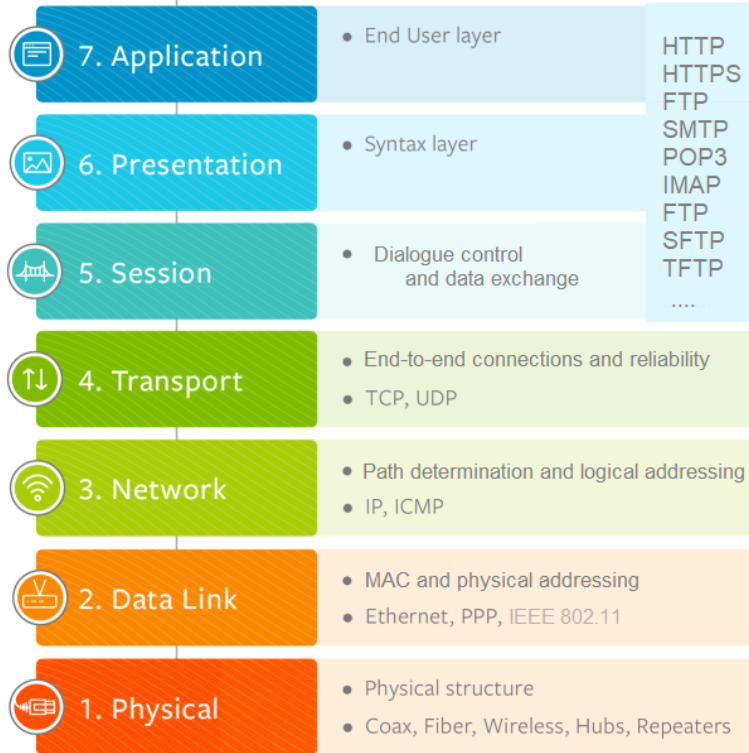 7. Application
End User layer
6. Presentation
Syntax layer
5. Session
Dialogue control
and data exchange
HTTP
HTTPS
FTP
SMTP
POP3
IMAP
FTP
SFTP
TFTP
....
4. Transport
End-to-end connections and reliability
TCP, UDP
3. Network
Path determination and logical addressing
IP, ICMP
2. Data Link
MAC and physical addressing
Ethernet, PPP, IEEE 802.11
1. Physical
Physical structure
Coax, Fiber, Wireless, Hubs, Repeaters